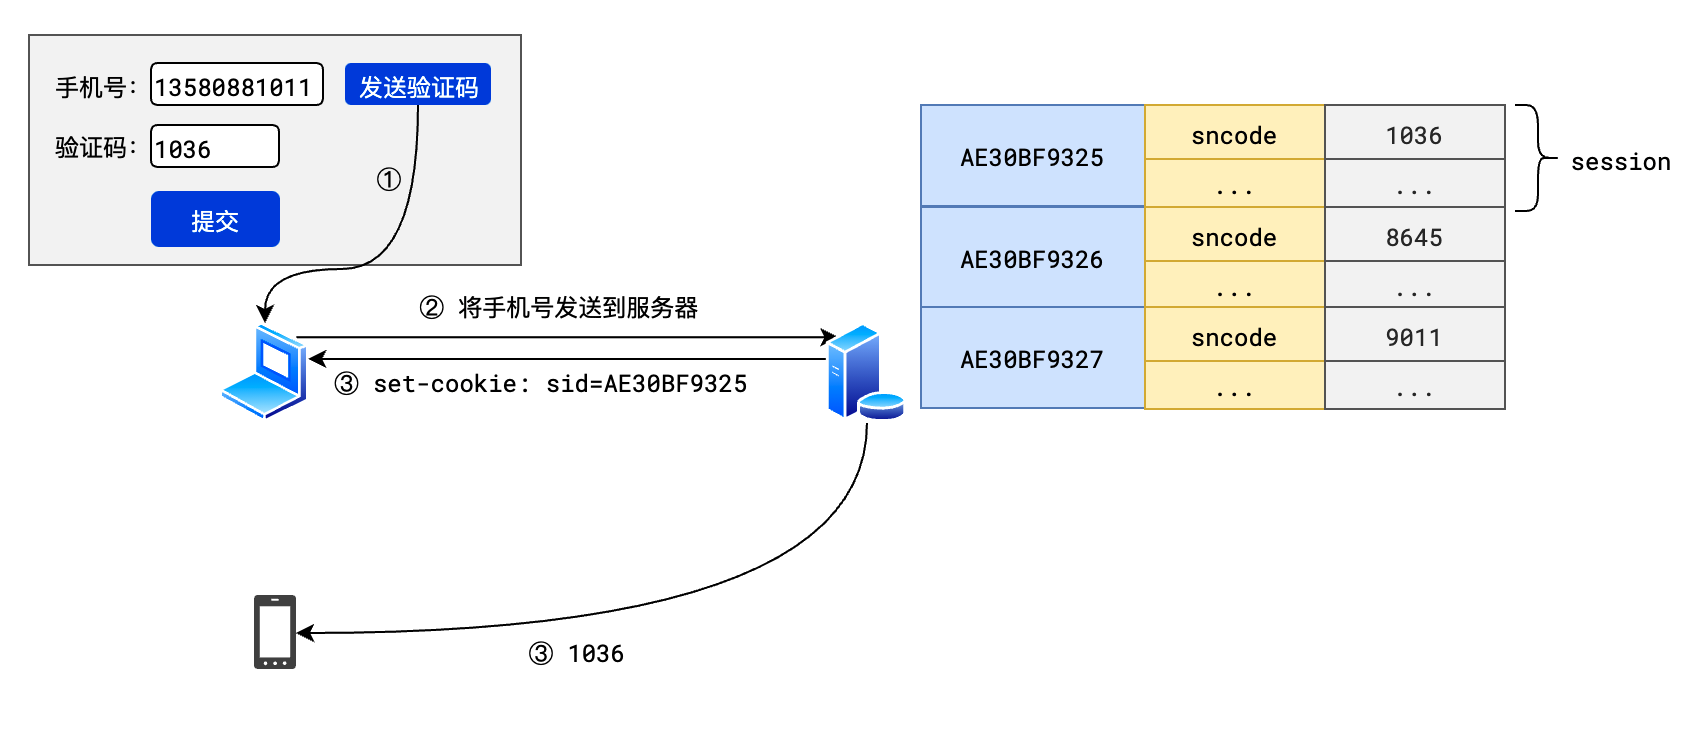 手机号： 13580881011 发送验证码
验证码： 1036
①
提交
② 将手机号发送到服务器
③ set-cookie: sid=AE30BF9325
③ 1036
AE30BF9325 sncode 1036
... ...
AE30BF9326 sncode 8645
... ...
AE30BF9327 sncode 9011
... ...
session